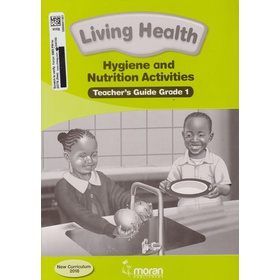 Living Health
Hygiene and
Nutrition Activities
Teacher's Guide Grade 1
New Curriculum
2018
moran